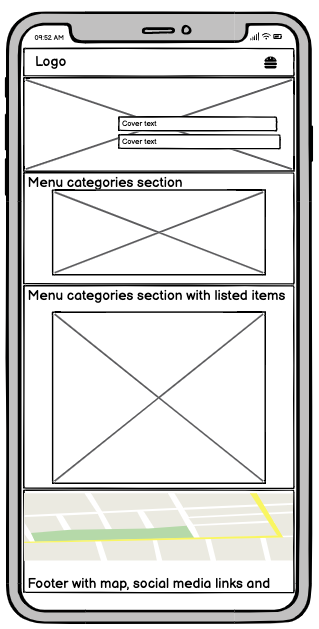 09:52 AM
Logo
Cover text
Cover text
Menu categories section
Menu categories section with listed items
Footer with map, social media links and